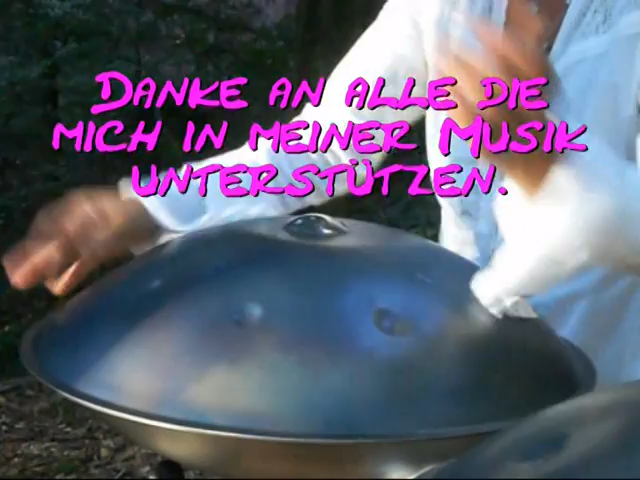 Danke an alle die
mich in meiner Musik
unterstützen.